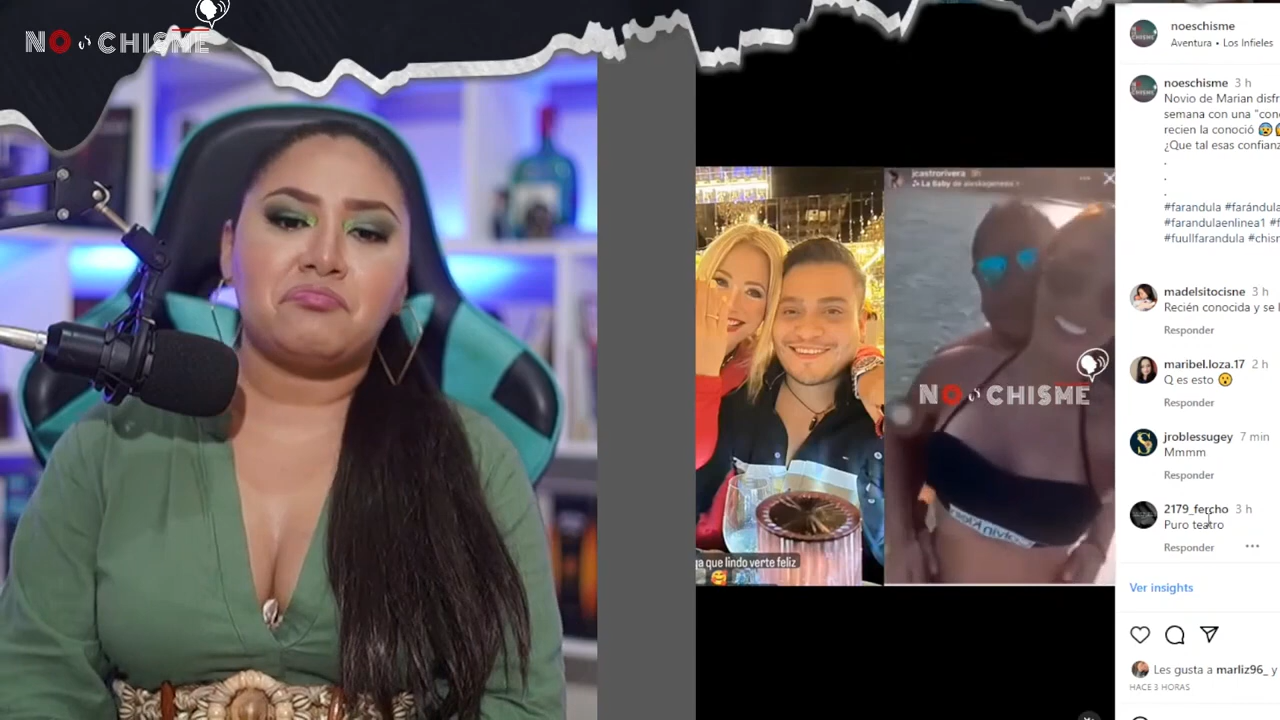 NO es CHISME
jcastrorivera
La Baby de
NO es CHISME
que lindo verte feliz
noeschisme
Aventura • Los Infieles
noeschisme 3 h
Novio de Marian disfr
semana con una "con
recien la conoció
¿Que tal esas confianz
.
.
.
#farandula #farándula
#farandulaenlinea1 #f
#fuullfarandula #chism
madelsitocisne 3 h
Recién conocida y se
Responder
maribel.loza.17 2 h
Q es esto
Responder
jroblessugey 7 min
Mmmm
Responder
2179_fercho 3 h
Puro teatro
Responder
Ver insights
Les gusta a marliz96_ y
HACE 3 HORAS